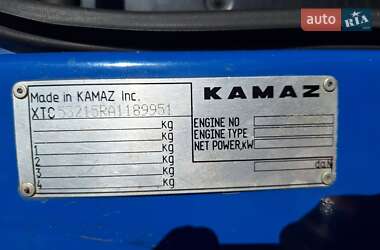 auto RIA
Made in KAMAZ Inc.
XTC53215RA1189951
kg
kg
1 kg
2 kg
3 kg
4 kg
KAMAZ
ENGINE NO
ENGINE TYPE
NET POWER,kW